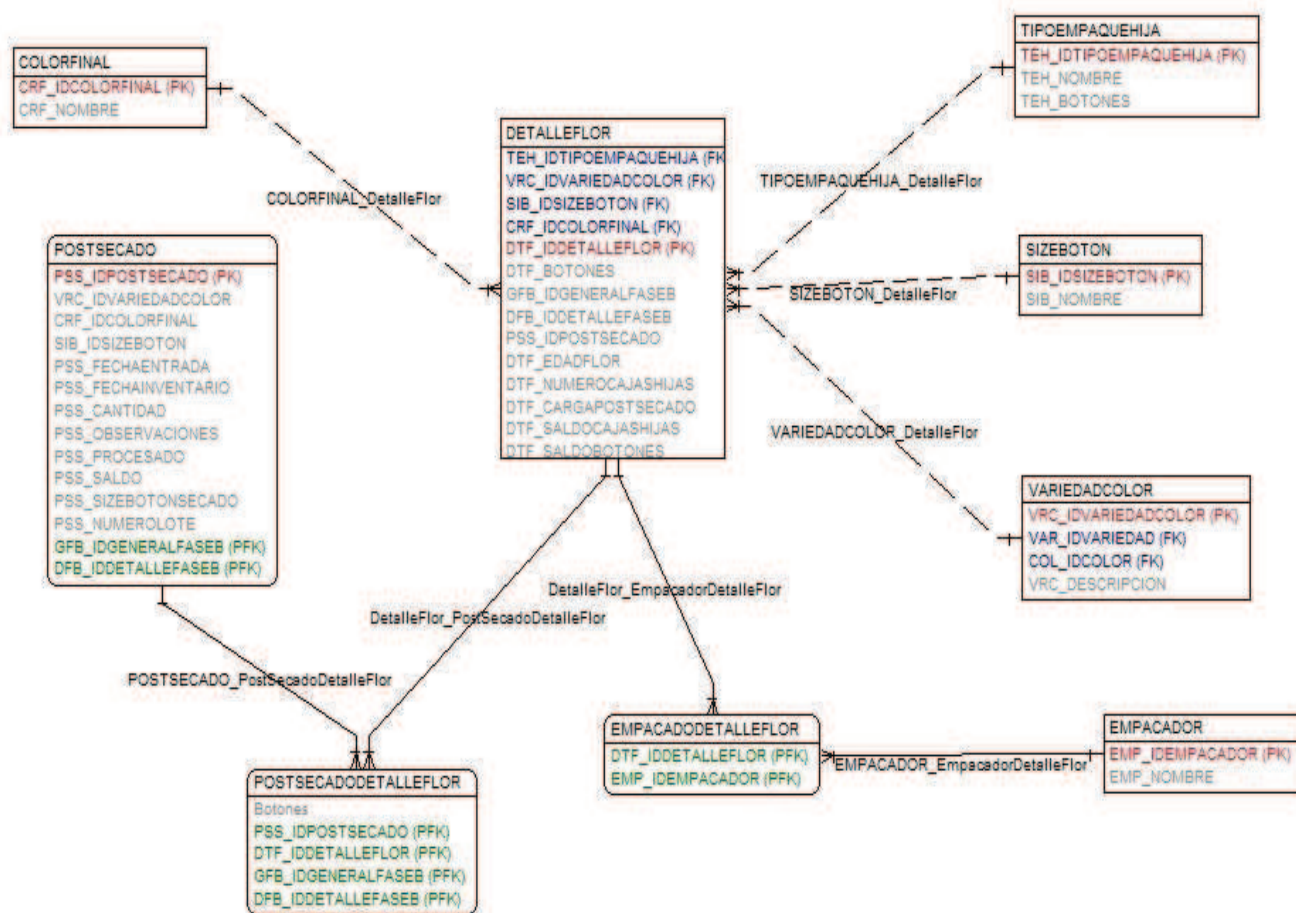 COLORFINAL
CRF_IDCOLORFINAL (PK)
CRF_NOMBRE
TIPOEMPAQUEHIJA
TEH_IDTIPOEMPAQUEHIJA (PK)
TEH_NOMBRE
TEH_BOTONES
DETALLEFLOR
TEH_IDTIPOEMPAQUEHIJA (FK
VRC_IDVARIEDADCOLOR (FK)
SIB_IDSIZEBOTON (FK)
CRF_IDCOLORFINAL (FK)
DTF_IDDETALLEFLOR (PK)
DTF_BOTONES
GFB_IDGENERALFASEB
DFB_IDDETALLEFASEB
PSS_IDPOSTSECADO
DTF_EDADFLOR
DTF_NUMEROCAJASHIJAS
DTF_CARGAPOSTSECADO
DTF_SALDOCAJASHIJAS
DTF_SALDOBOTONES
COLORFINAL_DetalleFlor
TIPOEMPAQUEHIJA_DetalleFlor
POSTSECADO
PSS_IDPOSTSECADO (PK)
VRC_IDVARIEDADCOLOR
CRF_IDCOLORFINAL
SIB_IDSIZEBOTON
PSS_FECHAENTRADA
PSS_FECHAINVENTARIO
PSS_CANTIDAD
PSS_OBSERVACIONES
PSS_PROCESADO
PSS_SALDO
PSS_SIZEBOTONSECADO
PSS_NUMEROLOTE
GFB_IDGENERALFASEB (PFK)
DFB_IDDETALLEFASEB (PFK)
SIZEBOTON
SIB_IDSIZEBOTON (PK)
SIB_NOMBRE
SIZEBOTON_DetalleFlor
VARIEDADCOLOR_DetalleFlor
VARIEDADCOLOR
VRC_IDVARIEDADCOLOR (PK)
VAR_IDVARIEDAD (FK)
COL_IDCOLOR (FK)
VRC_DESCRIPCION
DetalleFlor_EmpacadorDetalleFlor
DetalleFlor_PostSecadoDetalleFlor
POSTSECADO_PostSecadoDetalleFlor
EMPACADODETALLEFLOR
DTF_IDDETALLEFLOR (PFK)
EMP_IDEMPACADOR (PFK)
EMPACADOR_EmpacadorDetalleFlor
EMPACADOR
EMP_IDEMPACADOR (PK)
EMP_NOMBRE
POSTSECADODETALLEFLOR
Botones
PSS_IDPOSTSECADO (PFK)
DTF_IDDETALLEFLOR (PFK)
GFB_IDGENERALFASEB (PFK)
DFB_IDDETALLEFASEB (PFK)